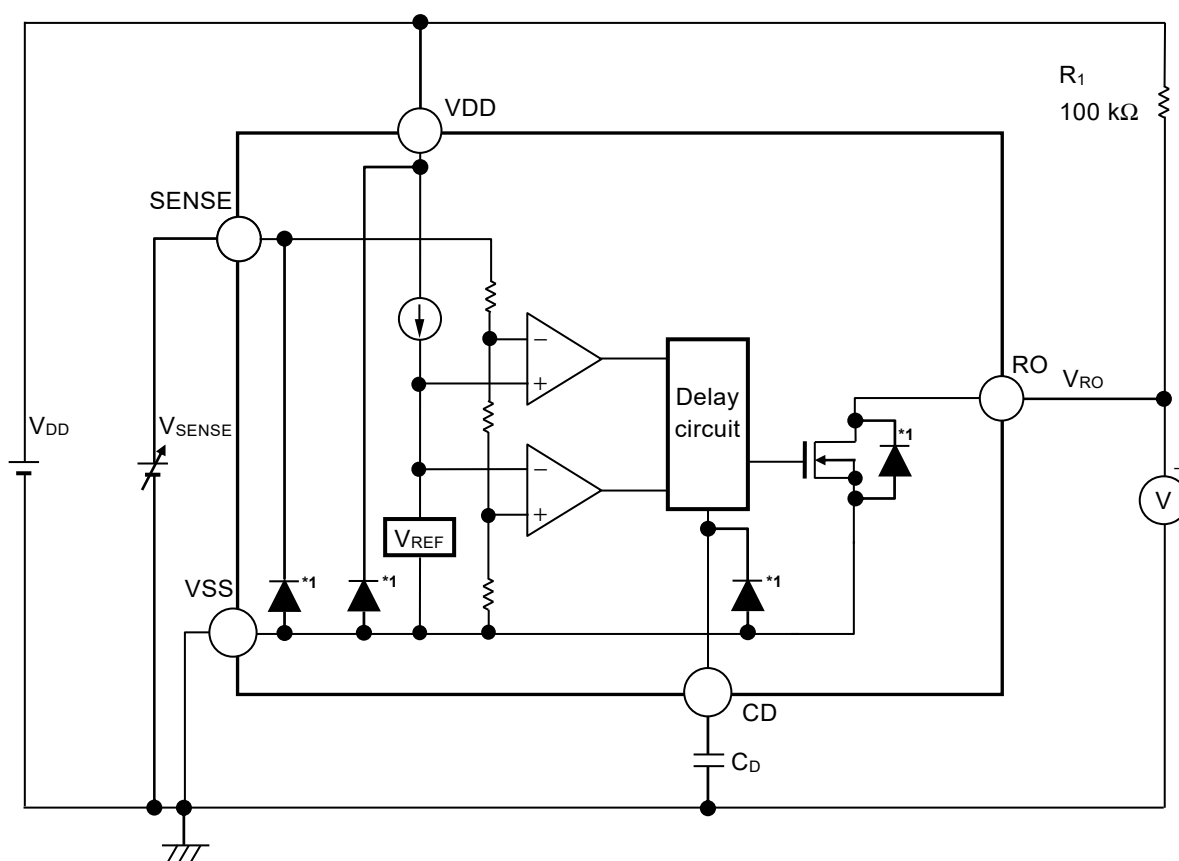 VDD
R1
100 kΩ
SENSE
VDD
VSENSE
−
+
−
+
Delay
circuit
*1
RO
VRO
V
VREF
VSS
*1
*1
*1
CD
CD